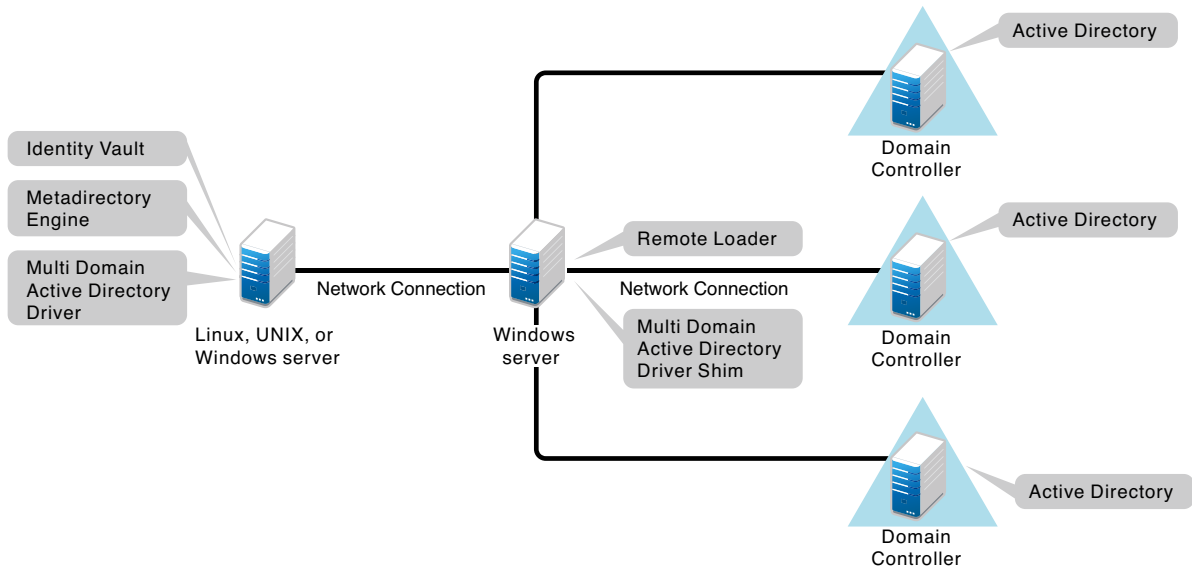 Active Directory
Domain
Controller
Identity Vault
Metadirectory
Engine
Multi Domain
Active Directory
Driver
Network Connection
Linux, UNIX, or
Windows server
Windows
server
Remote Loader
Network Connection
Multi Domain
Active Directory
Driver Shim
Active Directory
Domain
Controller
Active Directory
Domain
Controller